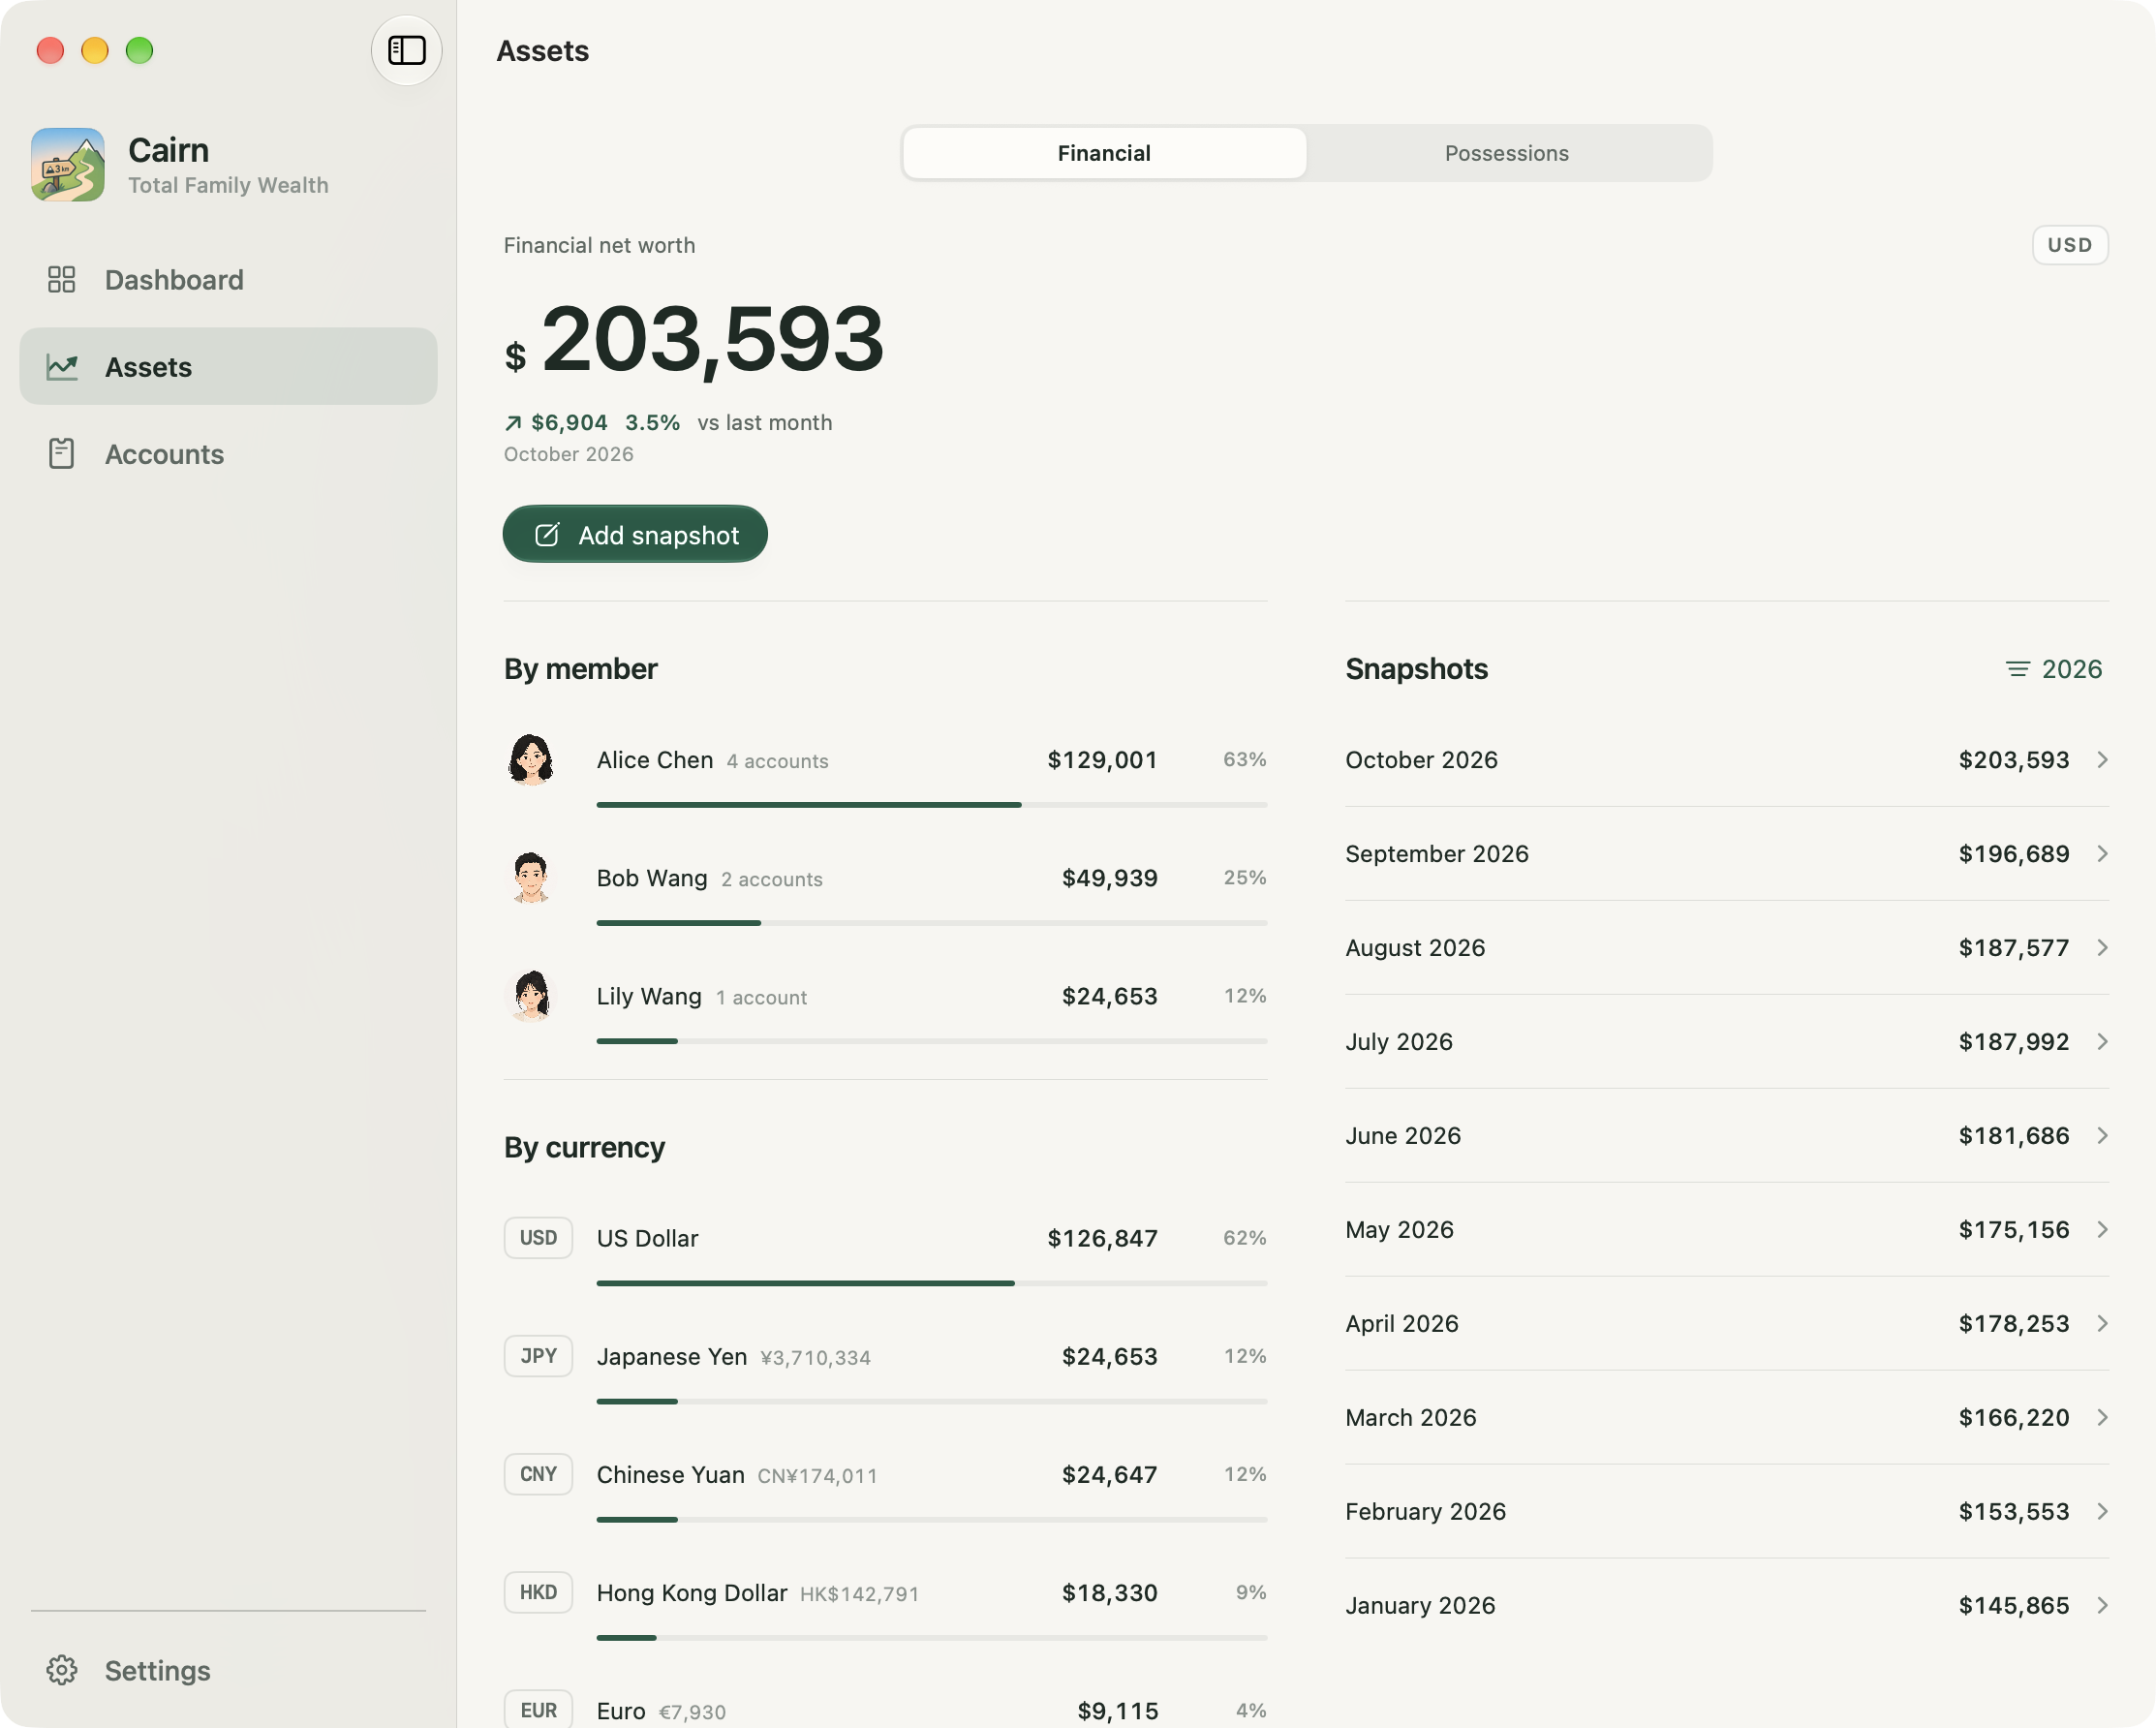 Cairn
Total Family Wealth
Dashboard
Assets
Accounts
Settings
Assets
Financial
Possessions
Financial net worth
USD
$ 203,593
$6,904 3.5% vs last month
October 2026
Add snapshot
By member
Alice Chen 4 accounts $129,001 63%
Bob Wang 2 accounts $49,939 25%
Lily Wang 1 account $24,653 12%
By currency
USD US Dollar $126,847 62%
JPY Japanese Yen ¥3,710,334 $24,653 12%
CNY Chinese Yuan CN¥174,011 $24,647 12%
HKD Hong Kong Dollar HK$142,791 $18,330 9%
EUR Euro €7,930 $9,115 4%
Snapshots
2026
October 2026 $203,593
September 2026 $196,689
August 2026 $187,577
July 2026 $187,992
June 2026 $181,686
May 2026 $175,156
April 2026 $178,253
March 2026 $166,220
February 2026 $153,553
January 2026 $145,865